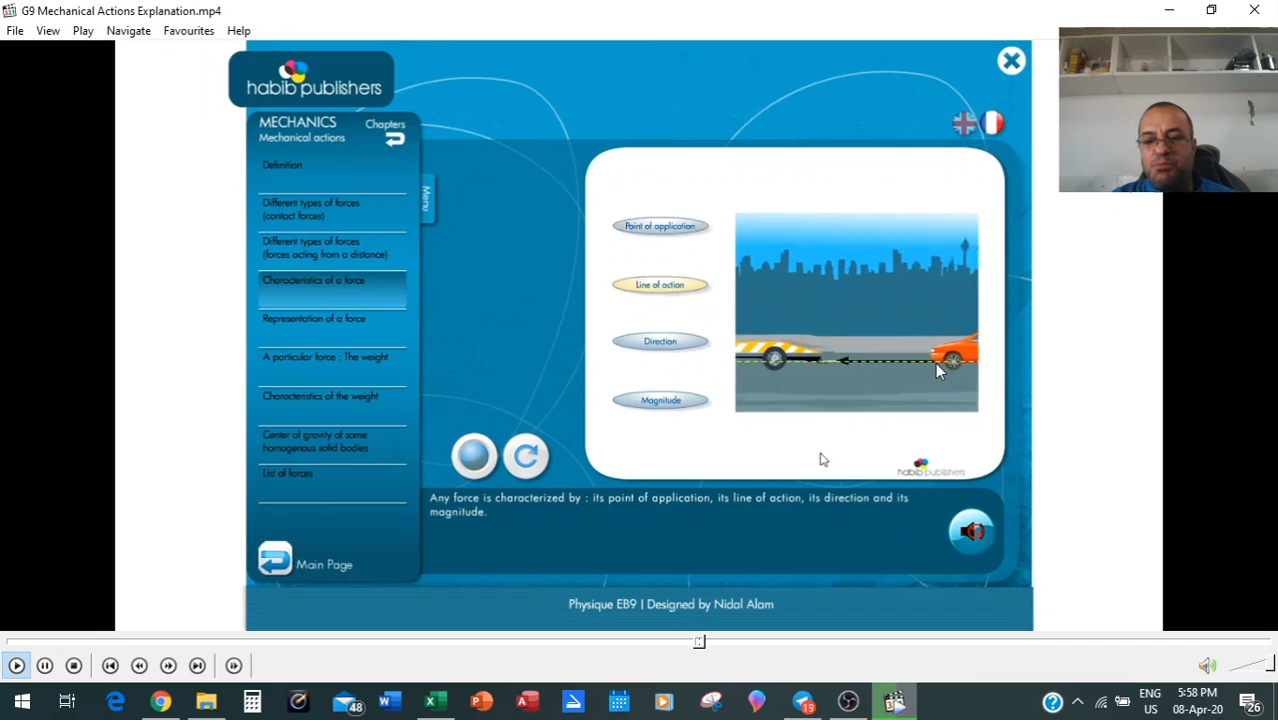 G9 Mechanical Actions Explanation.mp4
File View Play Navigate Favourites Help
habib publishers
MECHANICS
Mechanical actions
Chapters
Menu
Definition
Different types of forces
(contact forces)
Different types of forces
(forces acting from a distance)
Characteristics of a force
Representation of a force
A particular force : The weight
Characteristics of the weight
Center of gravity of some
homogenous solid bodies
List of forces
Main Page
Point of application
Line of action
Direction
Magnitude
habib publishers
Any force is characterized by : its point of application, its line of action, its direction and its
magnitude.
Physique EB9 I Designed by Nidal Alam
48
19
ENG
US
5:58 PM
08-Apr-20
26